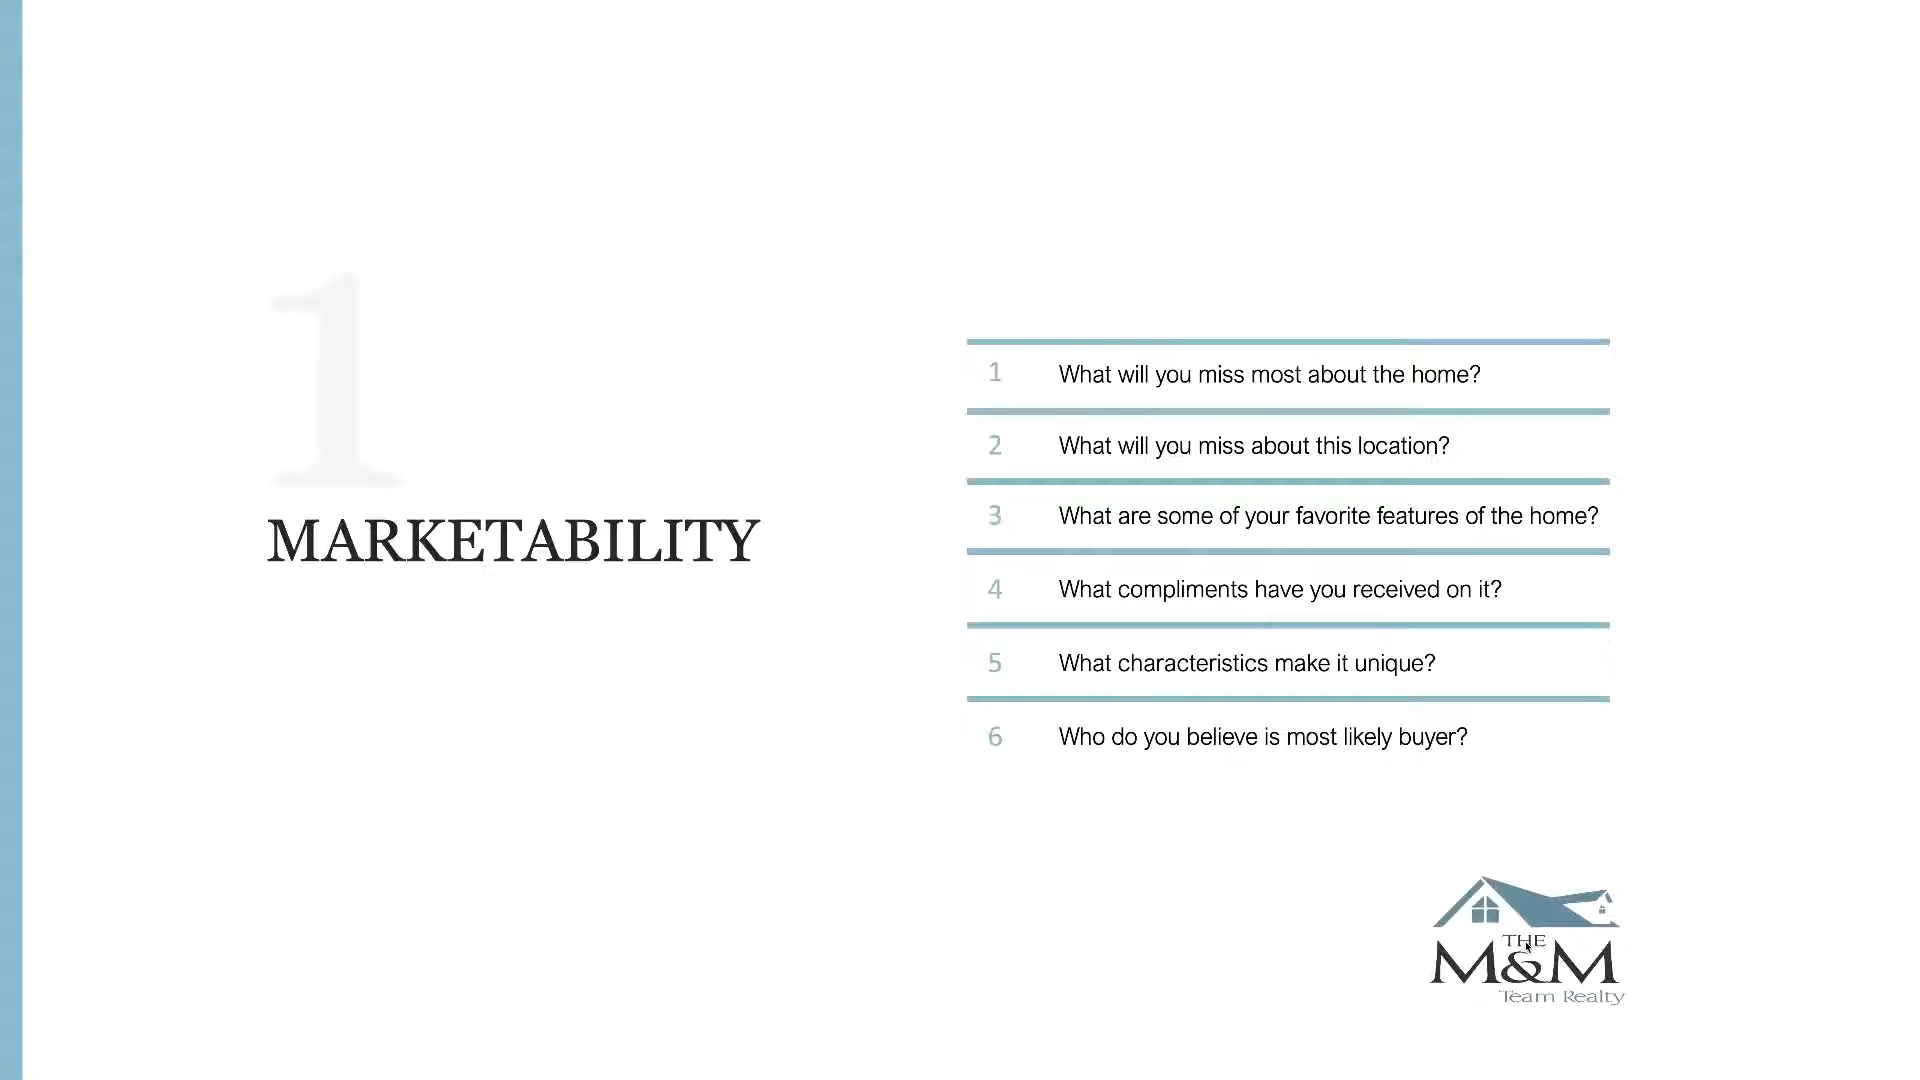 1
MARKETABILITY
1 What will you miss most about the home?
2 What will you miss about this location?
3 What are some of your favorite features of the home?
4 What compliments have you received on it?
5 What characteristics make it unique?
6 Who do you believe is most likely buyer?
THE
M&M
Team Realty